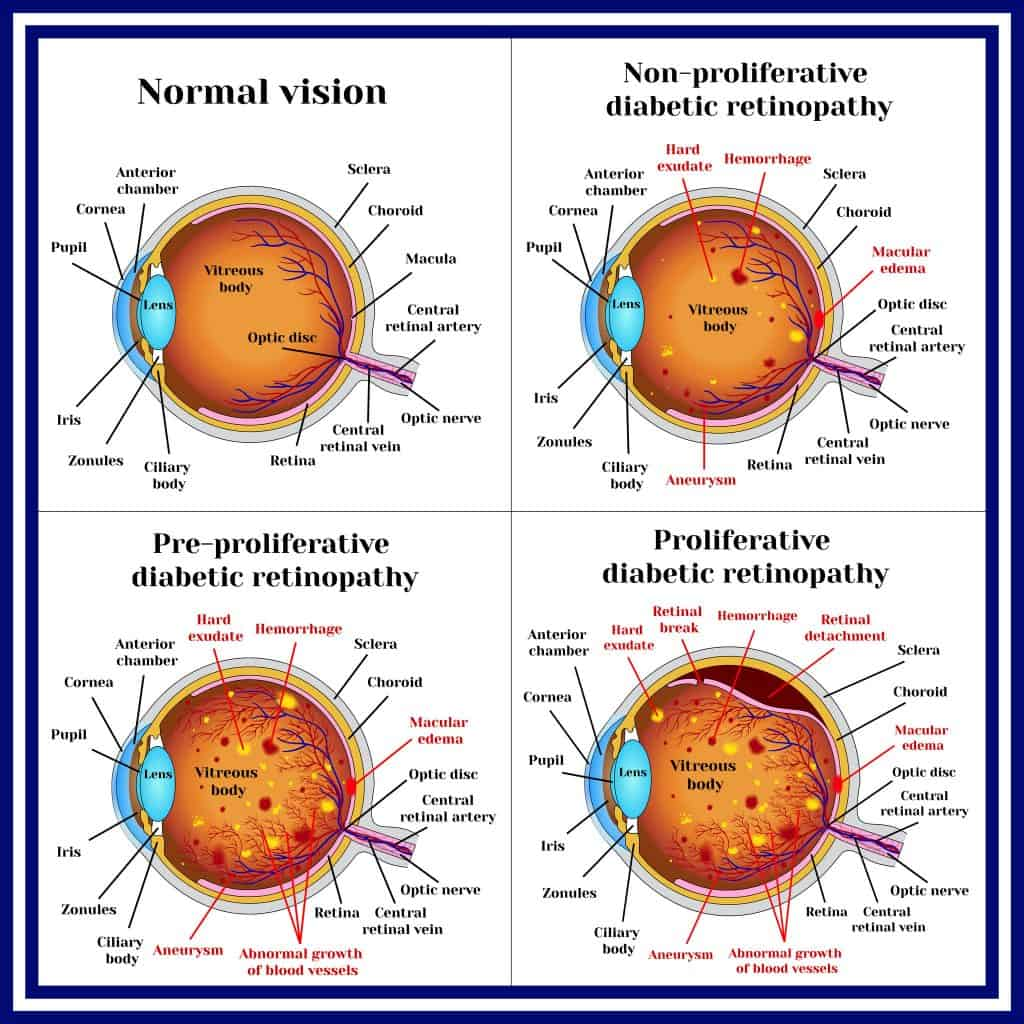 Normal vision
Anterior
chamber
Cornea
Pupil
Lens
Vitreous
body
Optic disc
Sclera
Choroid
Macula
Central
retinal artery
Optic nerve
Central
retinal vein
Retina
Iris
Zonules
Ciliary
body
Non-proliferative
diabetic retinopathy
Hard
exudate
Hemorrhage
Anterior
chamber
Cornea
Pupil
Lens
Vitreous
body
Sclera
Choroid
Macular
edema
Optic disc
Central
retinal artery
Optic nerve
Central
retinal vein
Retina
Aneurysm
Iris
Zonules
Ciliary
body
Pre-proliferative
diabetic retinopathy
Hard
exudate
Hemorrhage
Anterior
chamber
Cornea
Pupil
Lens
Vitreous
body
Sclera
Choroid
Macular
edema
Optic disc
Central
retinal artery
Optic nerve
Central
retinal vein
Retina
Iris
Zonules
Ciliary
body
Aneurysm
Abnormal growth
of blood vessels
Proliferative
diabetic retinopathy
Retinal
break
Hemorrhage
Retinal
detachment
Hard
exudate
Anterior
chamber
Cornea
Pupil
Lens
Vitreous
body
Sclera
Choroid
Macular
edema
Optic disc
Central
retinal artery
Optic nerve
Central
retinal vein
Retina
Iris
Zonules
Ciliary
body
Aneurysm
Abnormal growth
of blood vessels